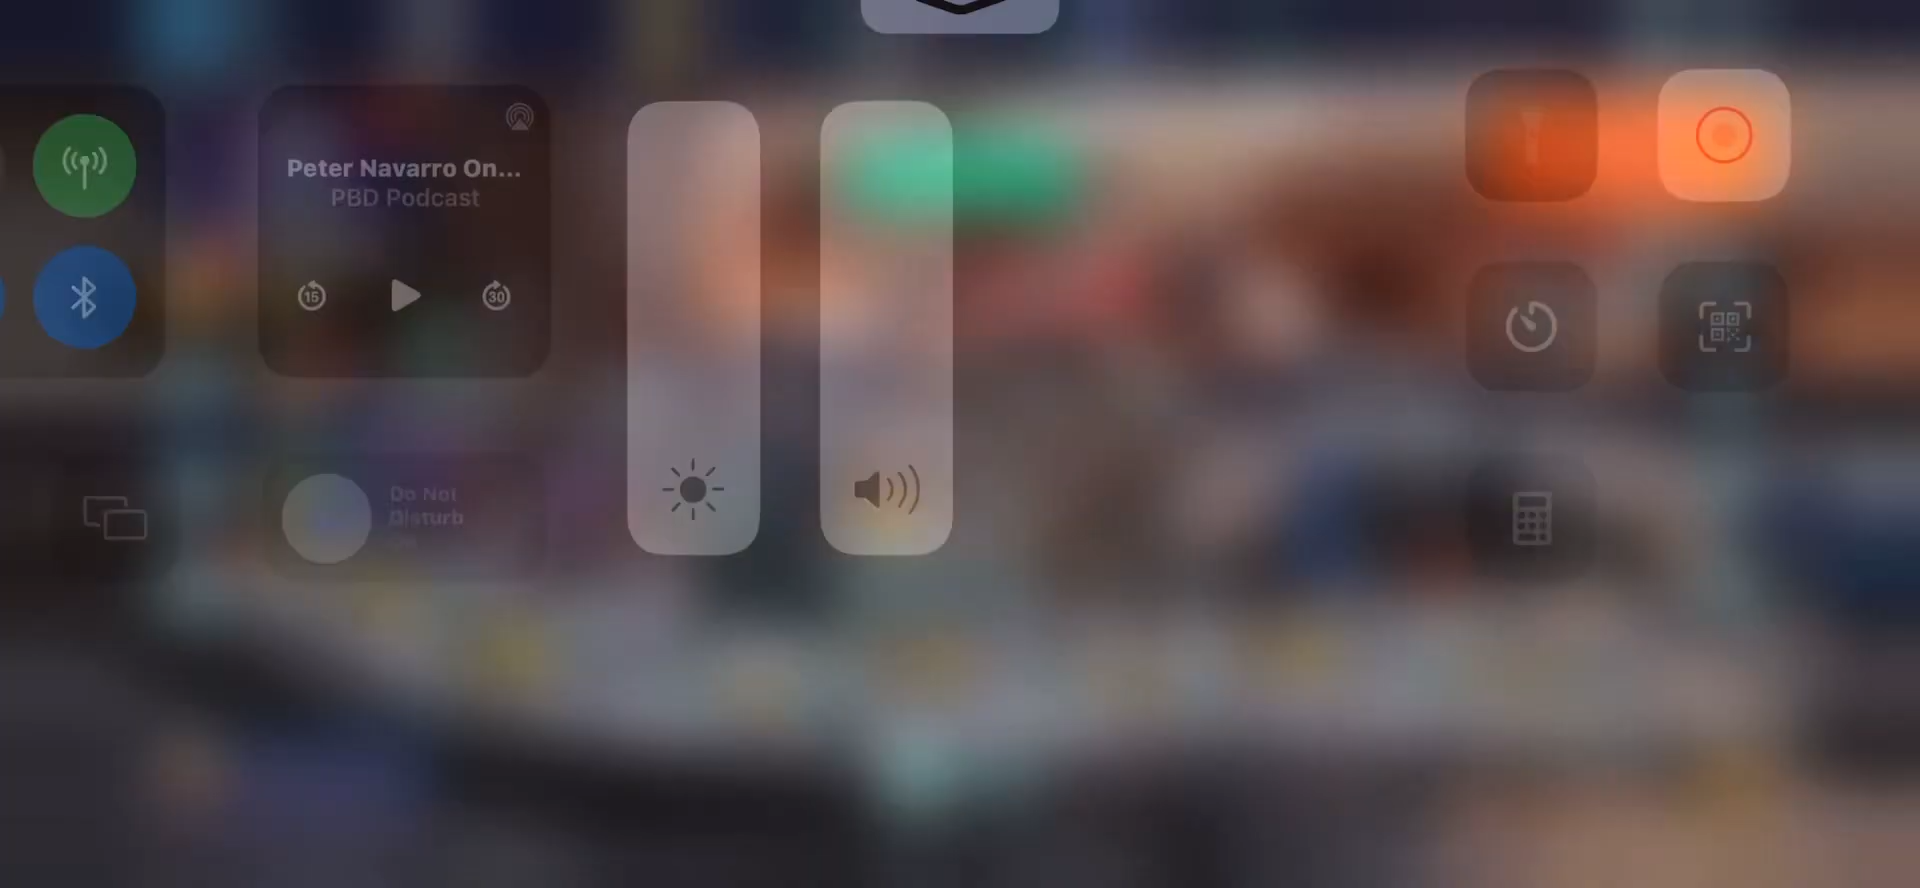 Peter Navarro On...
PBD Podcast
15
30
Do Not
Disturb